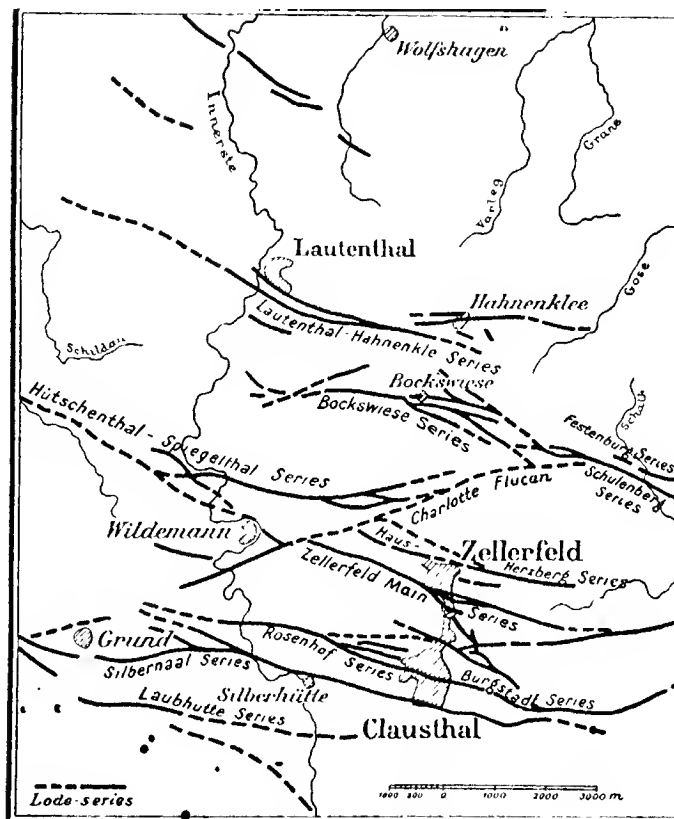 Wolfshagen
Innerste
Varleg
Grane
Gose
Lautenthal
Hahnenklee
Lautenthal-Hahnenkle Series
Schildau
Bockswiese
Bockswiese Series
Schalk
Festenburg Series
Schulenberg Series
Hütschenthal-Spiegelthal Series
Charlotte Flucan
Wildemann
Haus-
Herzberg Series
Zellerfeld
Zellerfeld Main
Series
Grund
Rosenhof Series
Silbernaal Series
Burgstadt Series
Silberhütte
Laubhutte Series
Clausthal
Lode-series
1000 500 0 1000 2000 3000 m